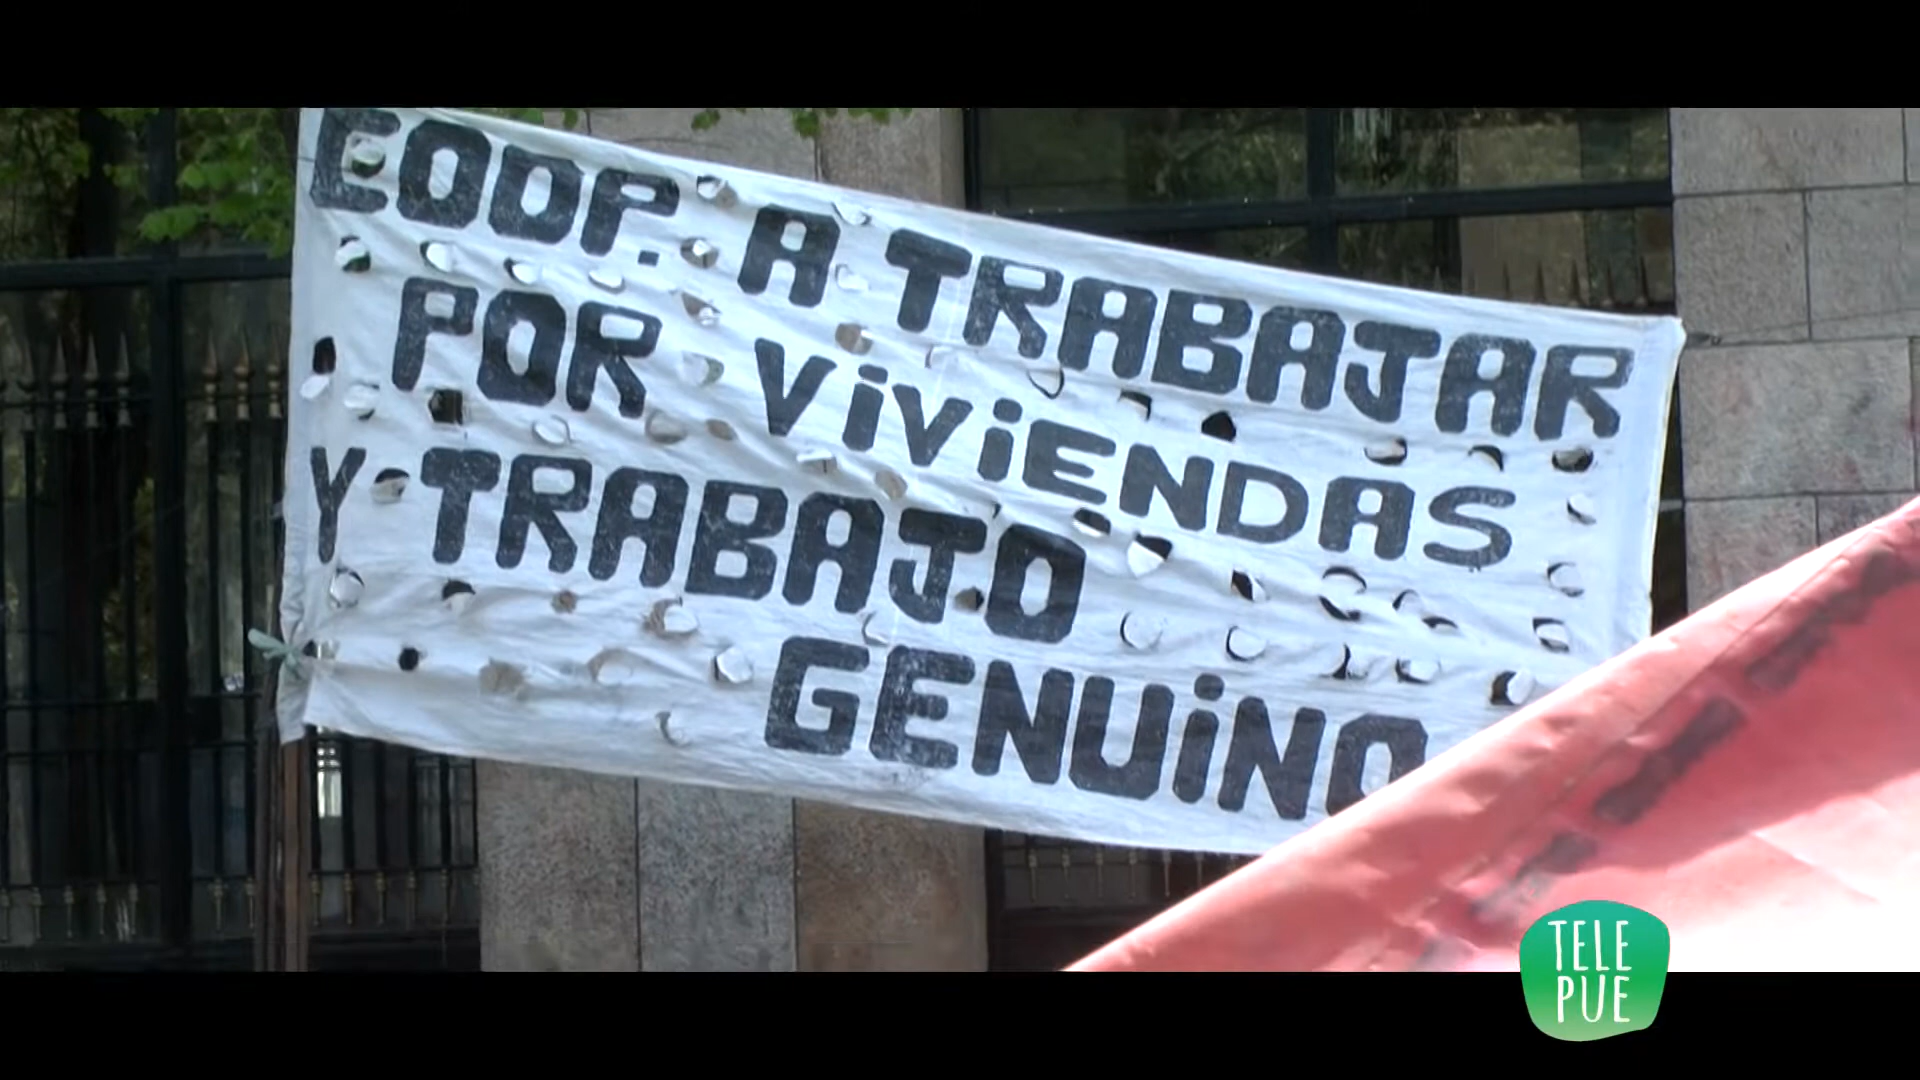 COOP. A TRABAJAR
POR ViViENDAS
Y TRABAJO
GENUiNO
TELE
PUE